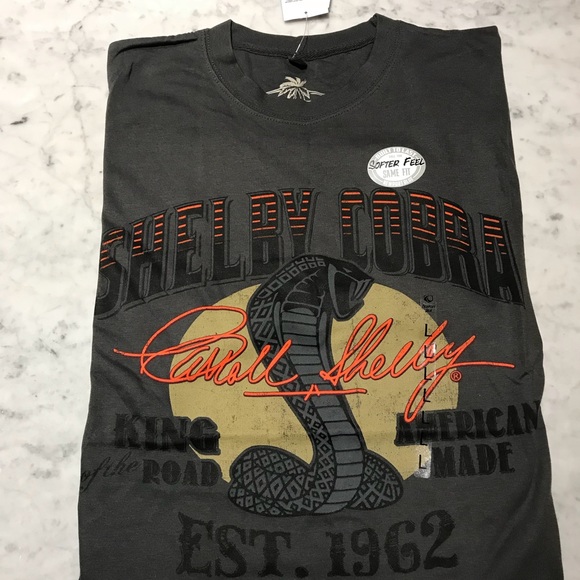 SOFTER FEEL
SAME FIT
SHELBY COBRA
Carroll Shelby®
KING
of the ROAD
AMERICAN
MADE
EST. 1962
L L L L L